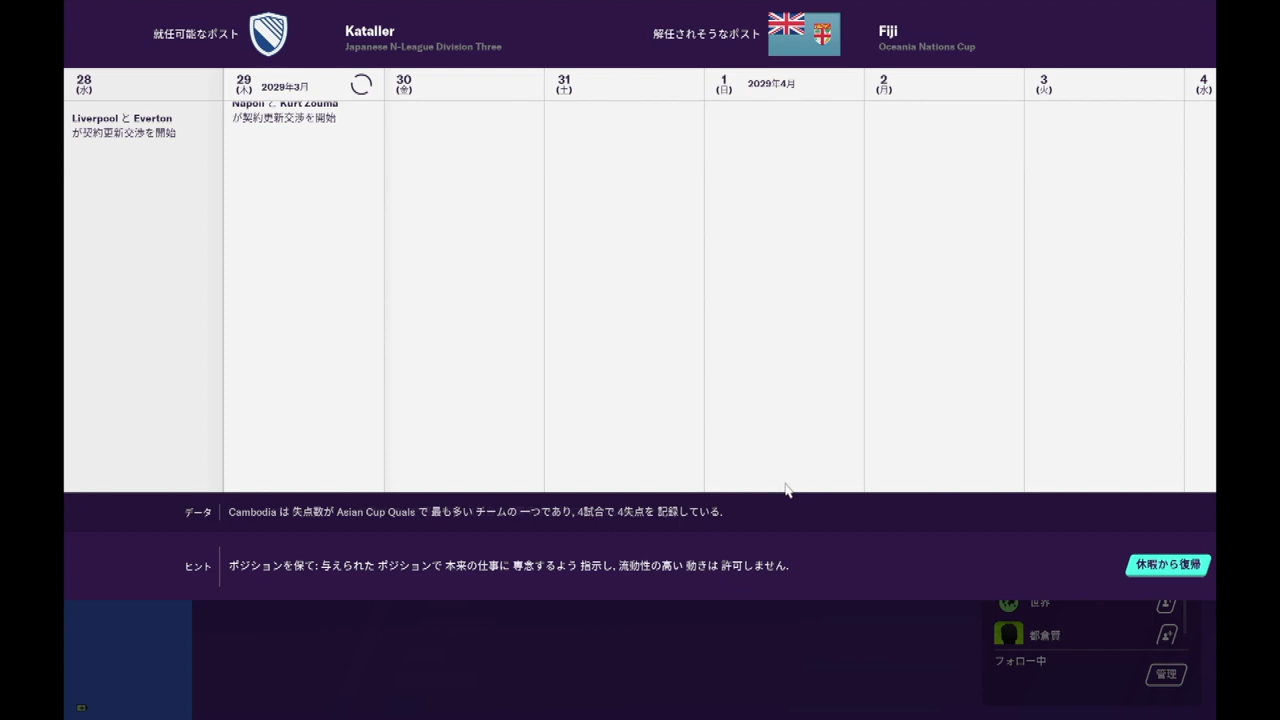 就任可能なポスト
Kataller
Japanese N-League Division Three
解任されそうなポスト
Fiji
Oceania Nations Cup
28
(水)
29
(木)
2029年3月
30
(金)
31
(土)
1
(日)
2029年4月
2
(月)
3
(火)
4
(水)
Liverpool と Everton
が契約更新交渉を開始
Napoli と Kurt Zouma
が契約更新交渉を開始
データ
Cambodia は 失点数が Asian Cup Quals で 最も多い チームの 一つであり, 4試合で 4失点を 記録している.
ヒント
ポジションを保て: 与えられた ポジションで 本来の仕事に 専念するよう 指示し, 流動性の高い 動きは 許可しません.
休暇から復帰
世界
都倉賢
フォロー中
管理